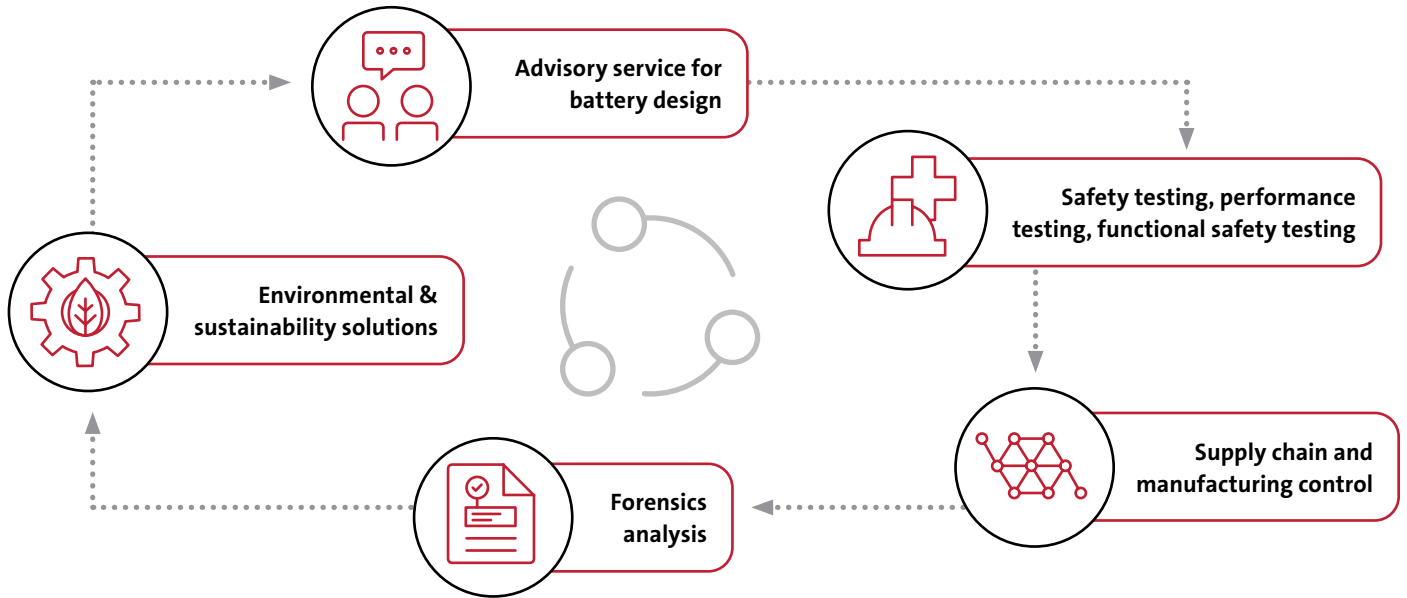 Advisory service for
battery design
Safety testing, performance
testing, functional safety testing
Environmental &
sustainability solutions
Supply chain and
manufacturing control
Forensics
analysis